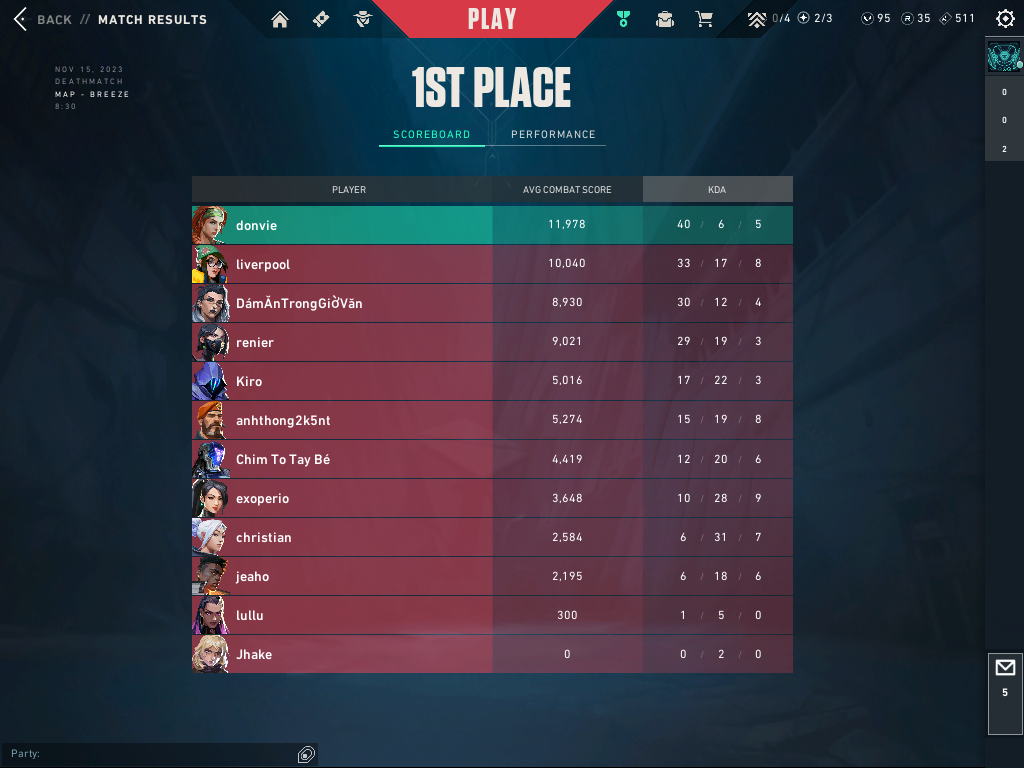 BACK // MATCH RESULTS
PLAY
0/4 2/3 95 R 35 511
NOV 15, 2023
DEATHMATCH
MAP - BREEZE
8:30
1ST PLACE
SCOREBOARD PERFORMANCE
0
0
2
PLAYER AVG COMBAT SCORE KDA
donvie 11,978 40 / 6 / 5
liverpool 10,040 33 / 17 / 8
DámĂnTrongGiỜVăn 8,930 30 / 12 / 4
renier 9,021 29 / 19 / 3
Kiro 5,016 17 / 22 / 3
anhthong2k5nt 5,274 15 / 19 / 8
Chim To Tay Bé 4,419 12 / 20 / 6
exoperio 3,648 10 / 28 / 9
christian 2,584 6 / 31 / 7
jeaho 2,195 6 / 18 / 6
lullu 300 1 / 5 / 0
Jhake 0 0 / 2 / 0
5
Party: